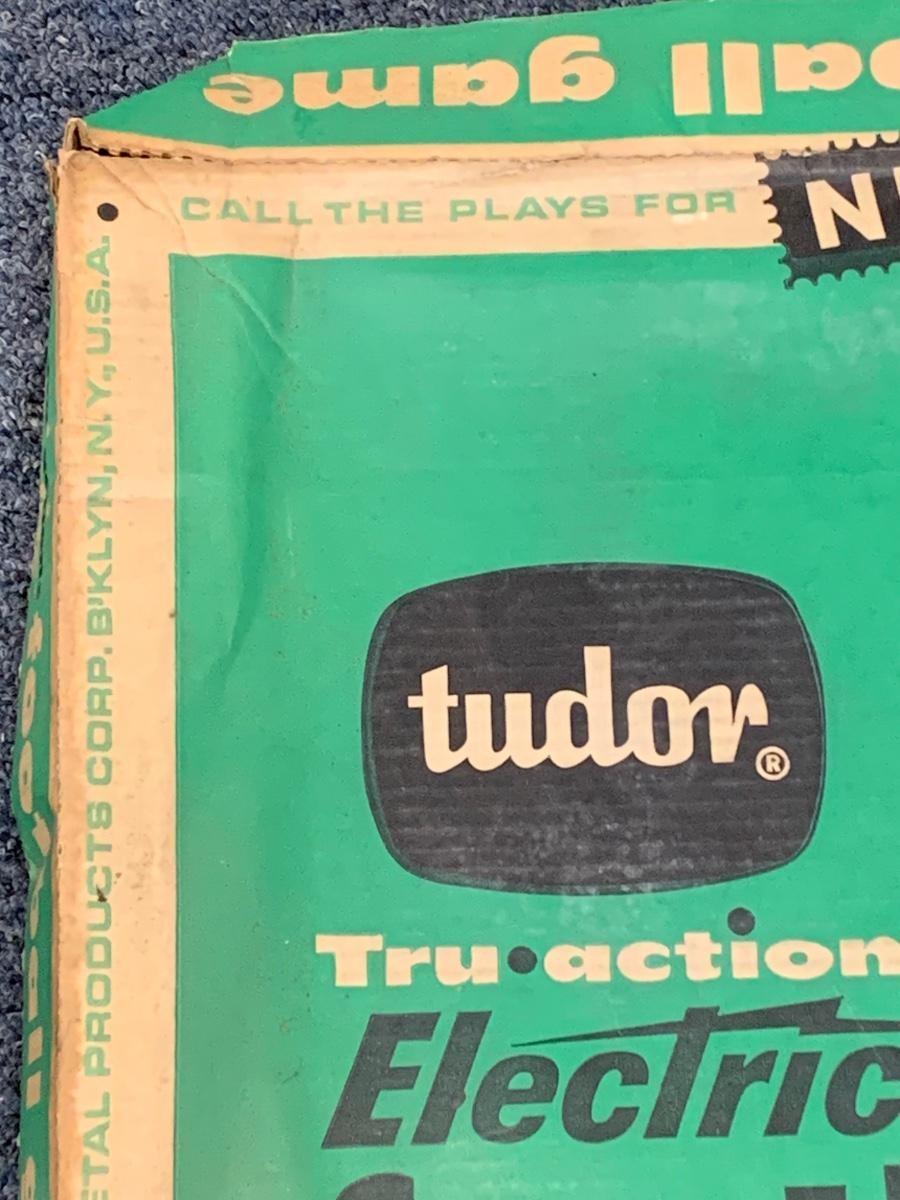 ball game
CALL THE PLAYS FOR
METAL PRODUCTS CORP. B'KLYN, N.Y., U.S.A.
tudor®
Tru•action
Electric